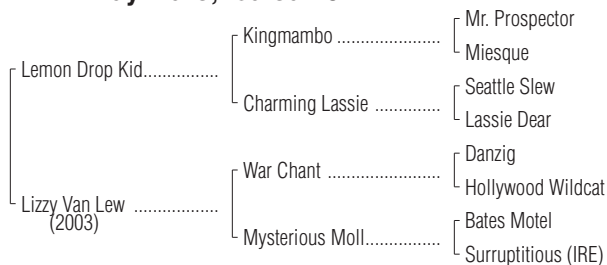 Kingmambo ..................
Mr. Prospector
Miesque
Lemon Drop Kid................
Charming Lassie ..............
Seattle Slew
Lassie Dear
War Chant ....................
Danzig
Hollywood Wildcat
Lizzy Van Lew ..................
(2003)
Mysterious Moll................
Bates Motel
Surruptitious (IRE)